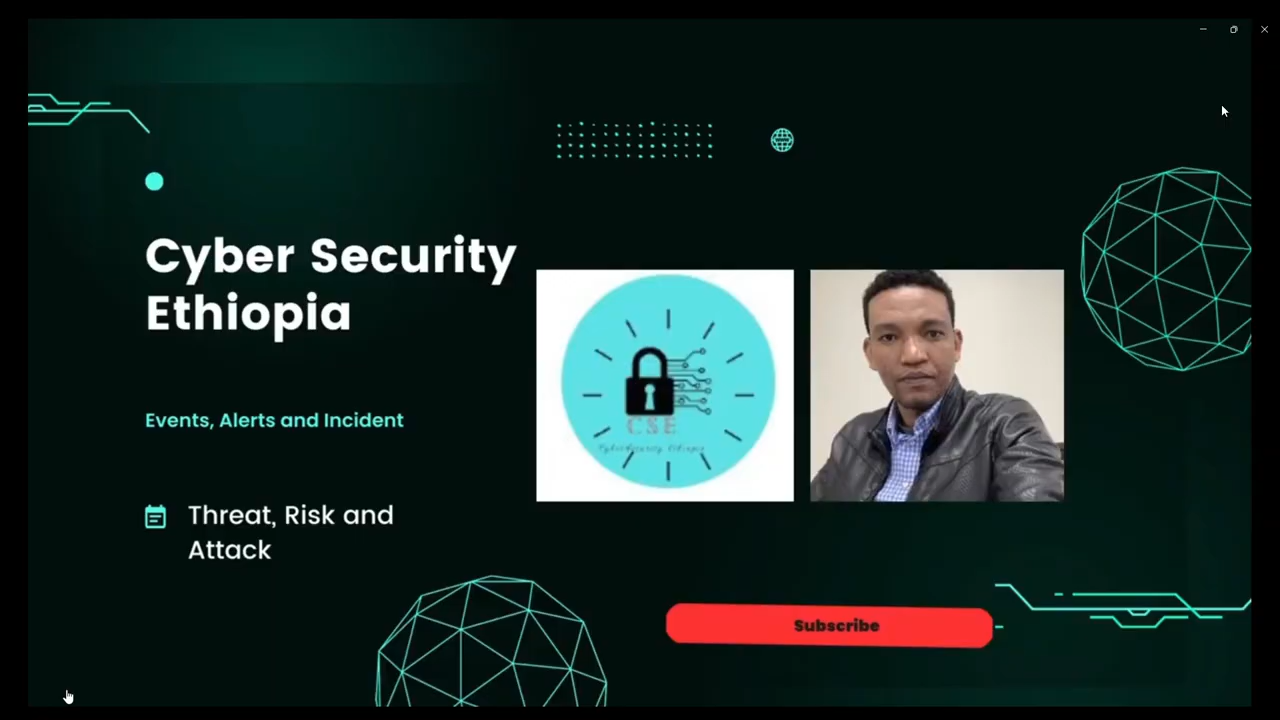 Cyber Security
Ethiopia
Events, Alerts and Incident
Threat, Risk and
Attack
CSE
Subscribe